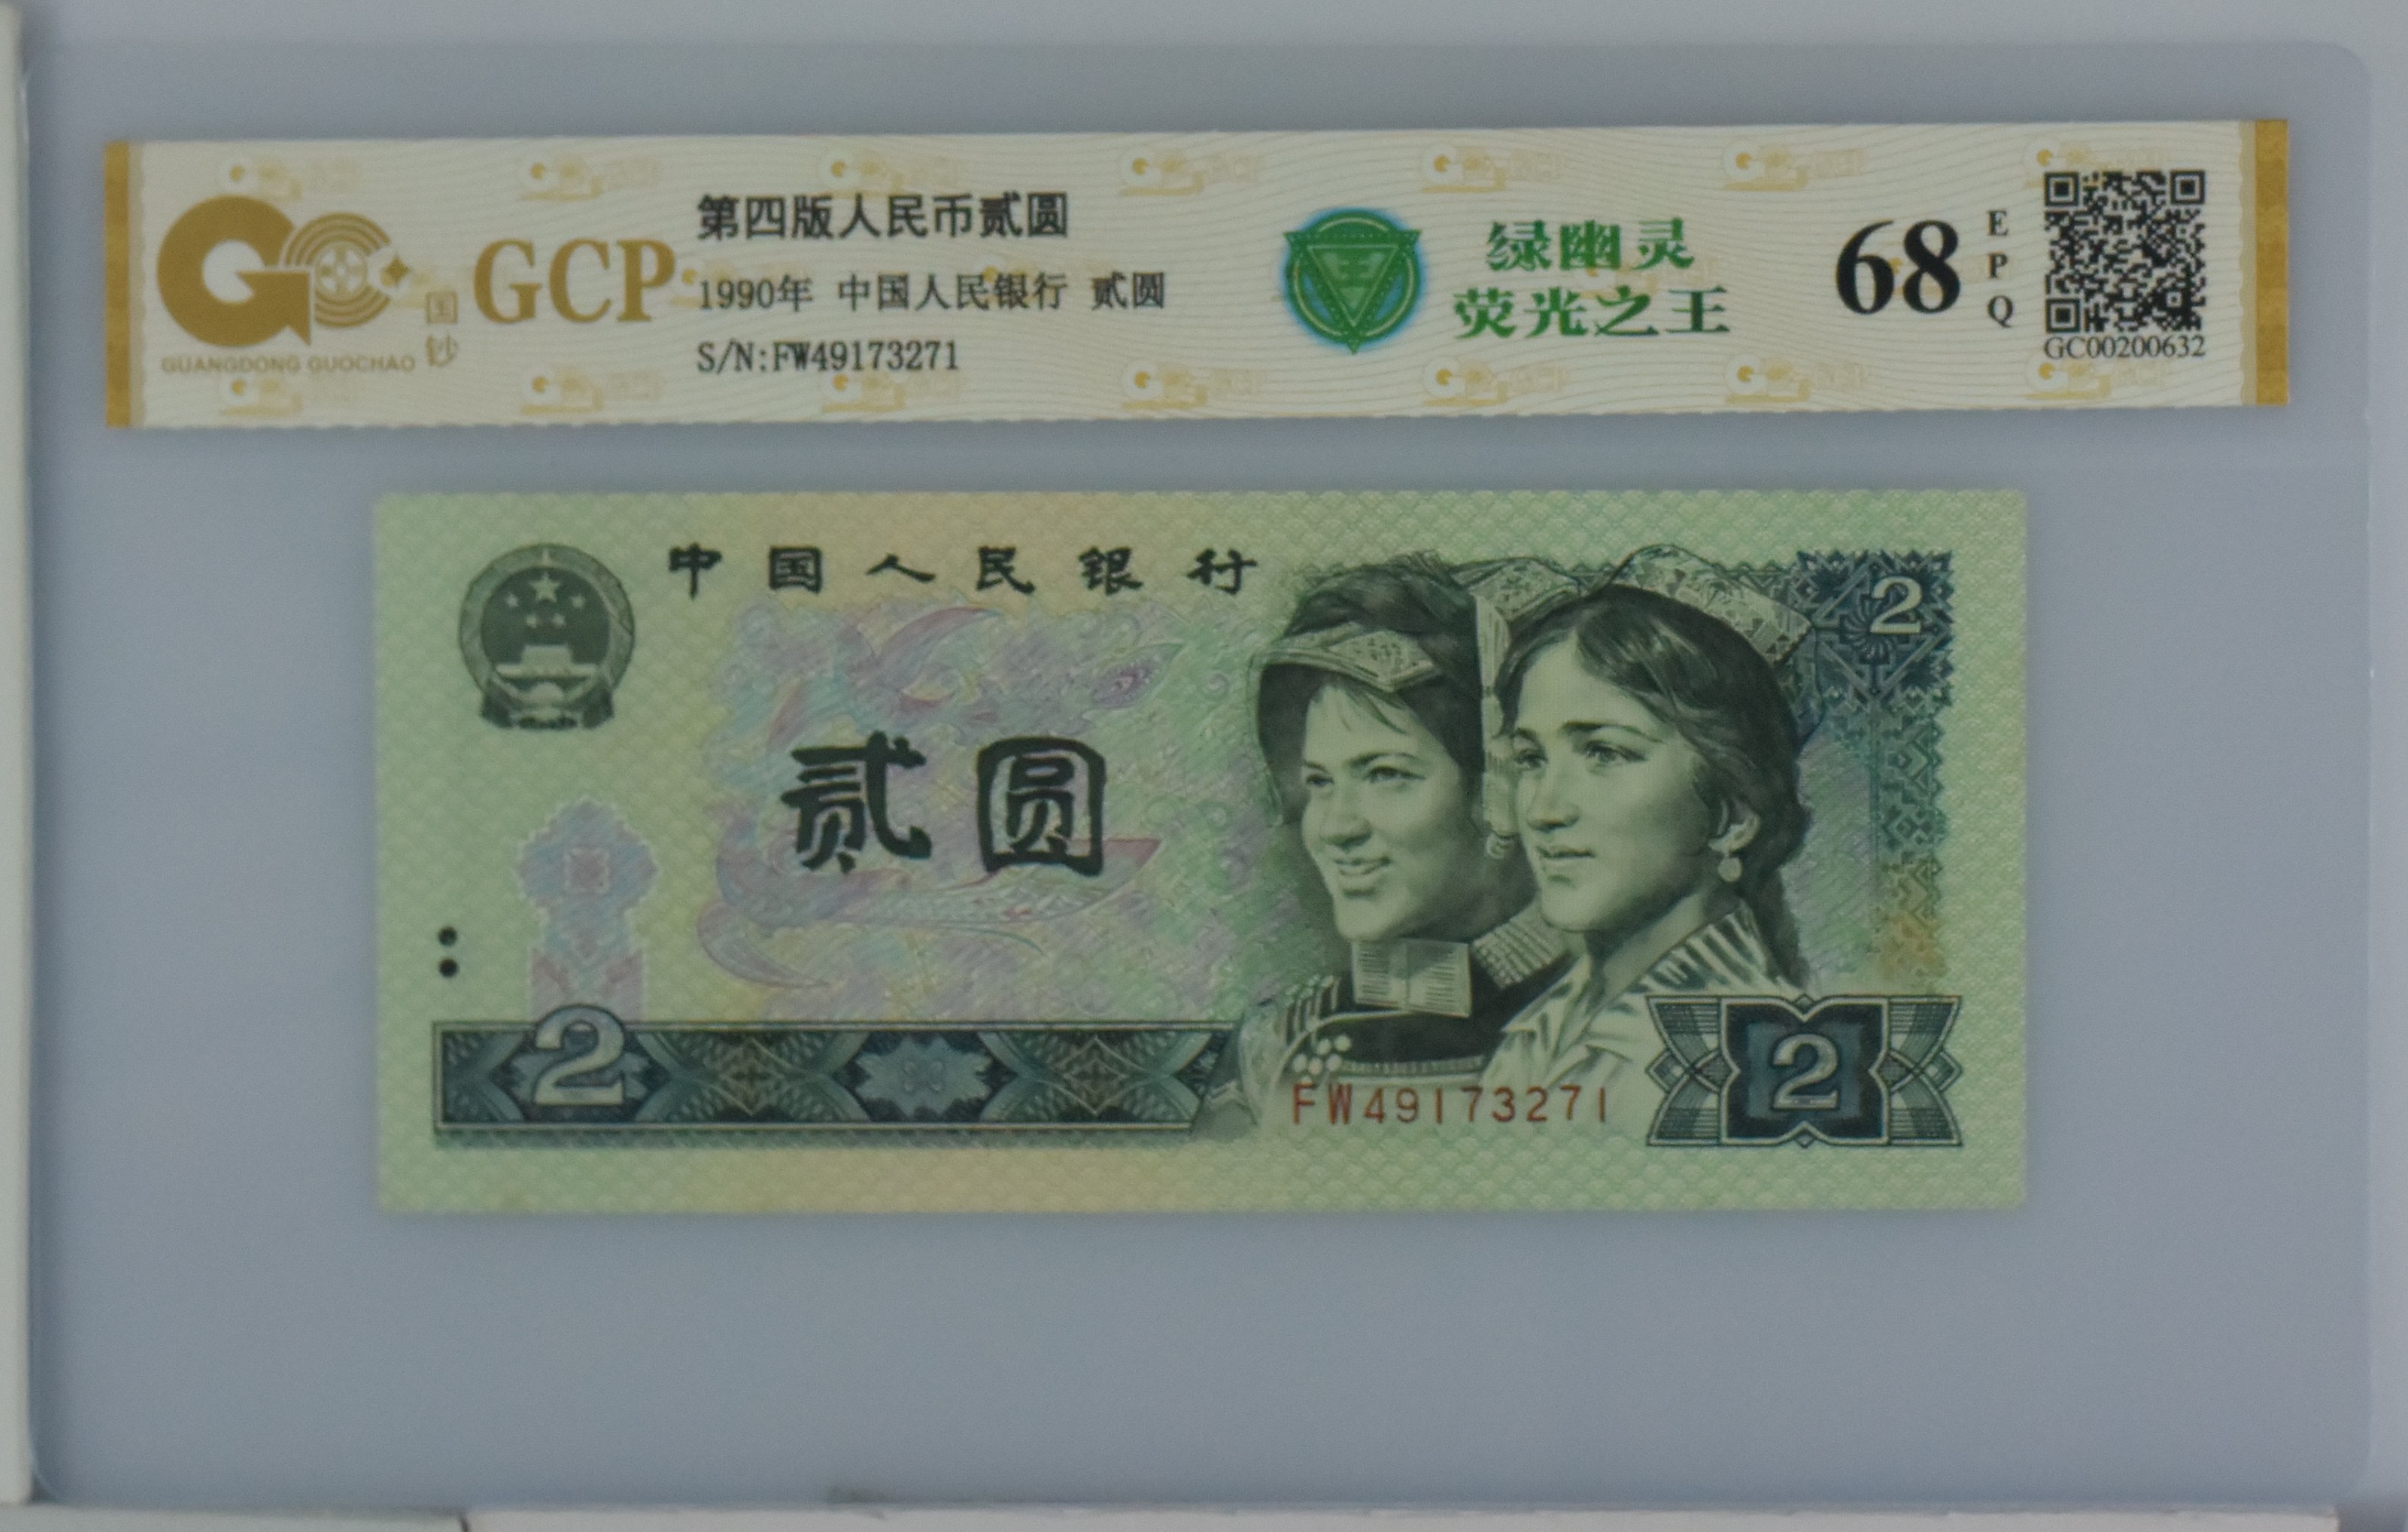 GCP
国钞
GUANGDONG GUOCHAO
第四版人民币贰圆
1990年 中国人民银行 贰圆
S/N:FW49173271
王
绿幽灵
荧光之王
68
EPQ
GC00200632
中国人民银行
2
贰圆
2
FW49173271
2